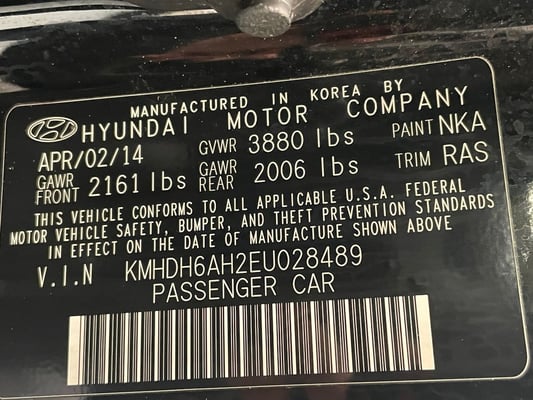 MANUFACTURED IN KOREA BY
HYUNDAI MOTOR COMPANY
APR/02/14 GVWR 3880 lbs PAINT NKA
GAWR FRONT 2161 lbs GAWR REAR 2006 lbs TRIM RAS
THIS VEHICLE CONFORMS TO ALL APPLICABLE U.S.A. FEDERAL
MOTOR VEHICLE SAFETY, BUMPER, AND THEFT PREVENTION STANDARDS
IN EFFECT ON THE DATE OF MANUFACTURE SHOWN ABOVE
V.I.N KMHDH6AH2EU028489
PASSENGER CAR